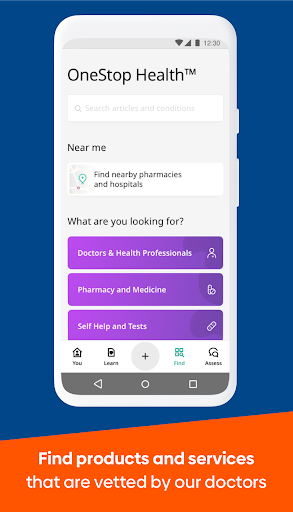 12:30
OneStop Health™
Search articles and conditions
Near me
Find nearby pharmacies
and hospitals
What are you looking for?
Doctors & Health Professionals
Pharmacy and Medicine
Self Help and Tests
You
Learn
+
Find
Assess
Find products and services
that are vetted by our doctors